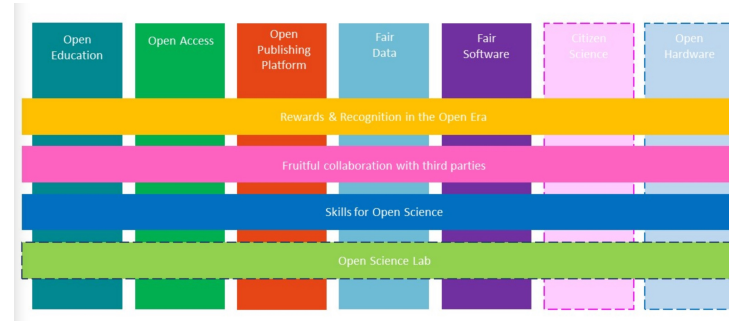 Open
Education
Open Access
Open
Publishing
Platform
Fair
Data
Fair
Software
Citizen
Science
Open
Hardware
Rewards & Recognition in the Open Era
Fruitful collaboration with third parties
Skills for Open Science
Open Science Lab